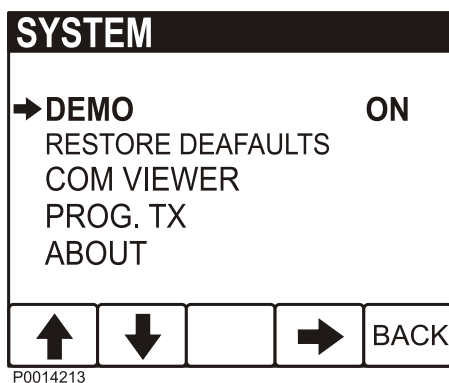 SYSTEM
DEMO ON
RESTORE DEAFAULTS
COM VIEWER
PROG. TX
ABOUT
BACK
P0014213